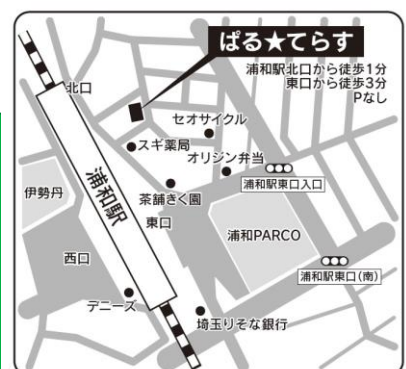 ぱる★てらす
浦和駅北口から徒歩1分
東口から徒歩3分
Pなし
北口
セオサイクル
スギ薬局
オリジン弁当
浦和駅東口入口
伊勢丹
浦和駅
茶舗きく園
東口
浦和PARCO
西口
浦和駅東口(南)
デニーズ
埼玉りそな銀行